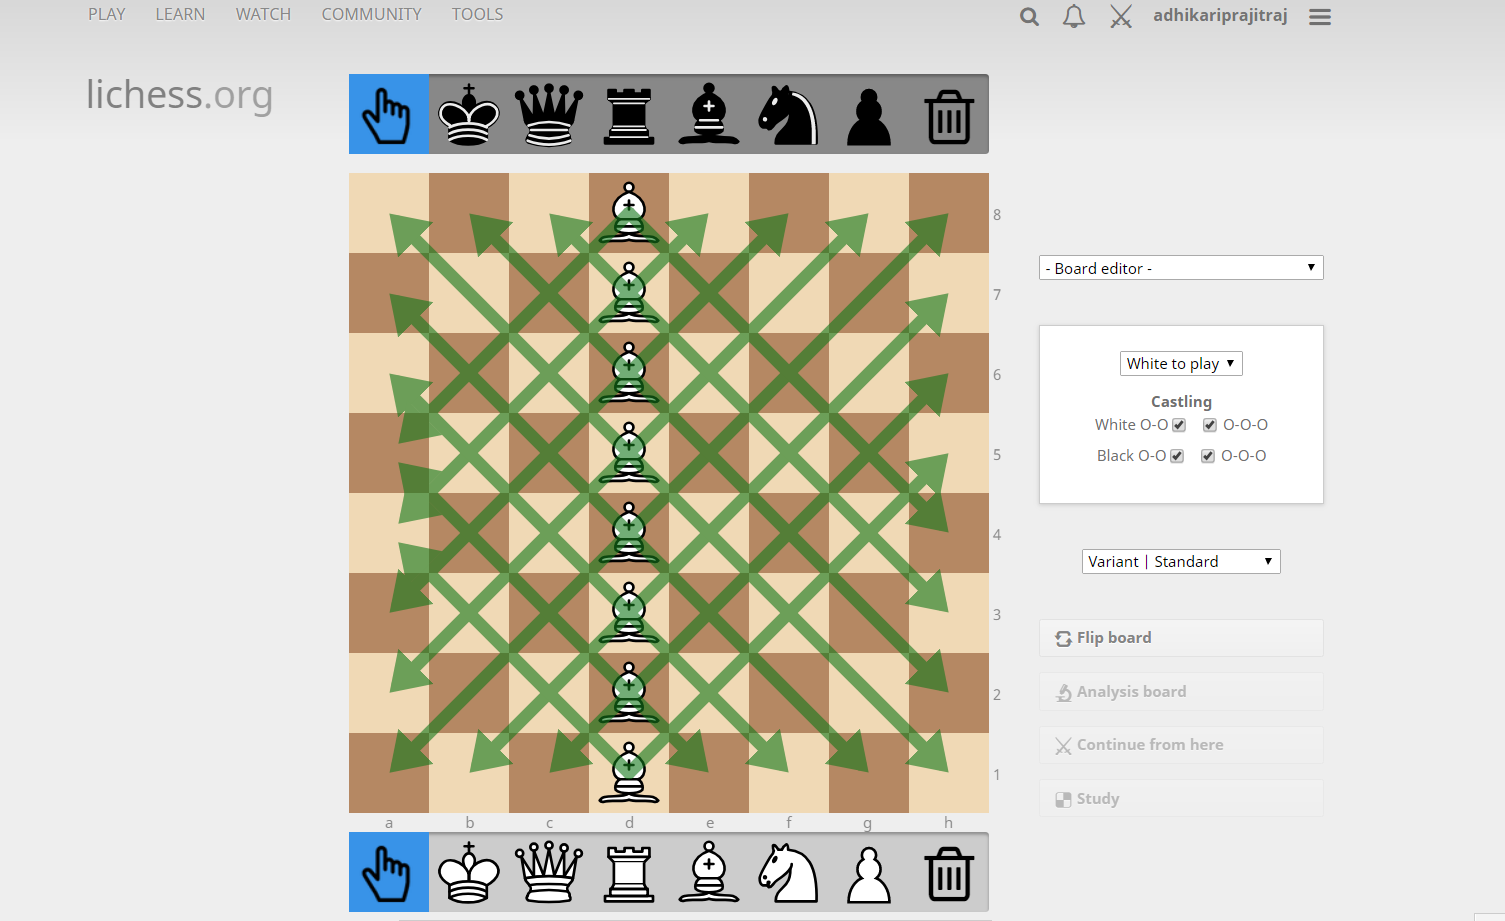 PLAY LEARN WATCH COMMUNITY TOOLS adhikariprajitraj
lichess.org
8
- Board editor -
7
White to play
6
Castling
White O-O O-O-O
5
Black O-O O-O-O
4
Variant | Standard
3
Flip board
2
Analysis board
Continue from here
1
Study
a b c d e f g h